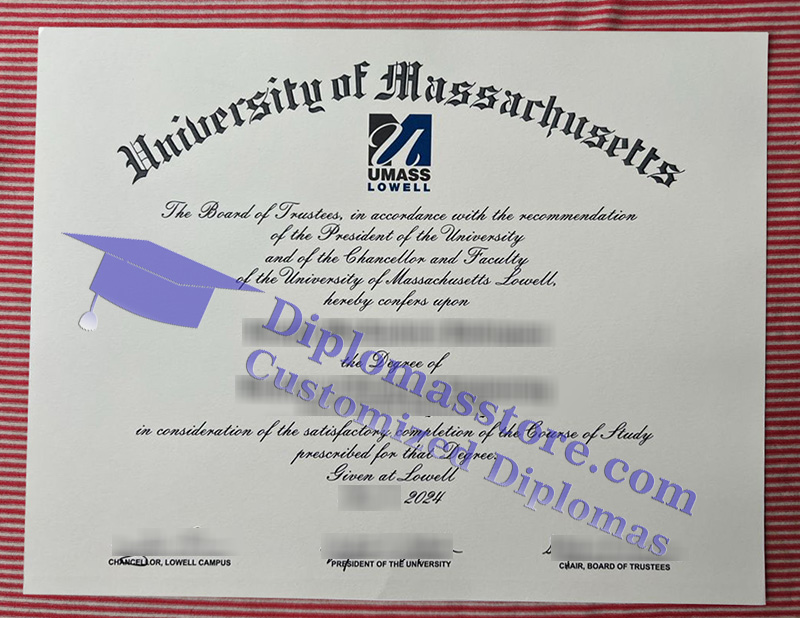 University of Massachusetts
UMASS
LOWELL
The Board of Trustees, in accordance with the recommendation
of the President of the University
and of the Chancellor and Faculty
of the University of Massachusetts Lowell,
hereby confers upon
the Degree of
in consideration of the satisfactory completion of the Course of Study
prescribed for that Degree.
Given at Lowell
2024
CHANCELLOR, LOWELL CAMPUS
PRESIDENT OF THE UNIVERSITY
CHAIR, BOARD OF TRUSTEES
Diplomasstore.com
Customized Diplomas